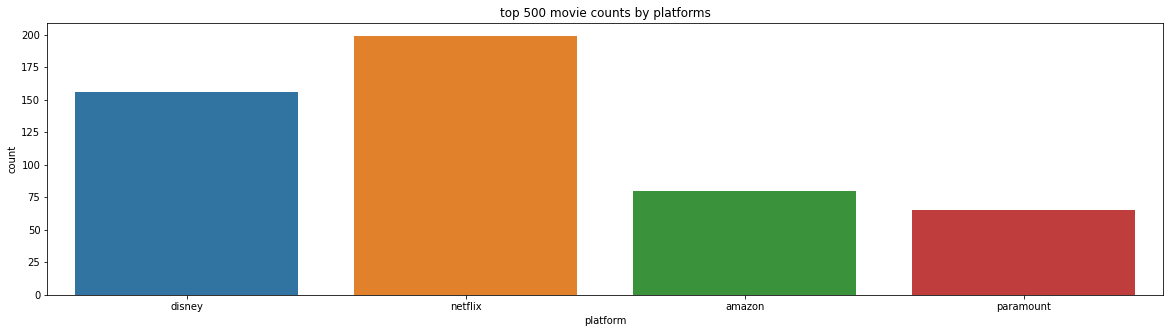 top 500 movie counts by platforms
200
175
150
125
100
75
50
25
0
count
disney netflix amazon paramount
platform